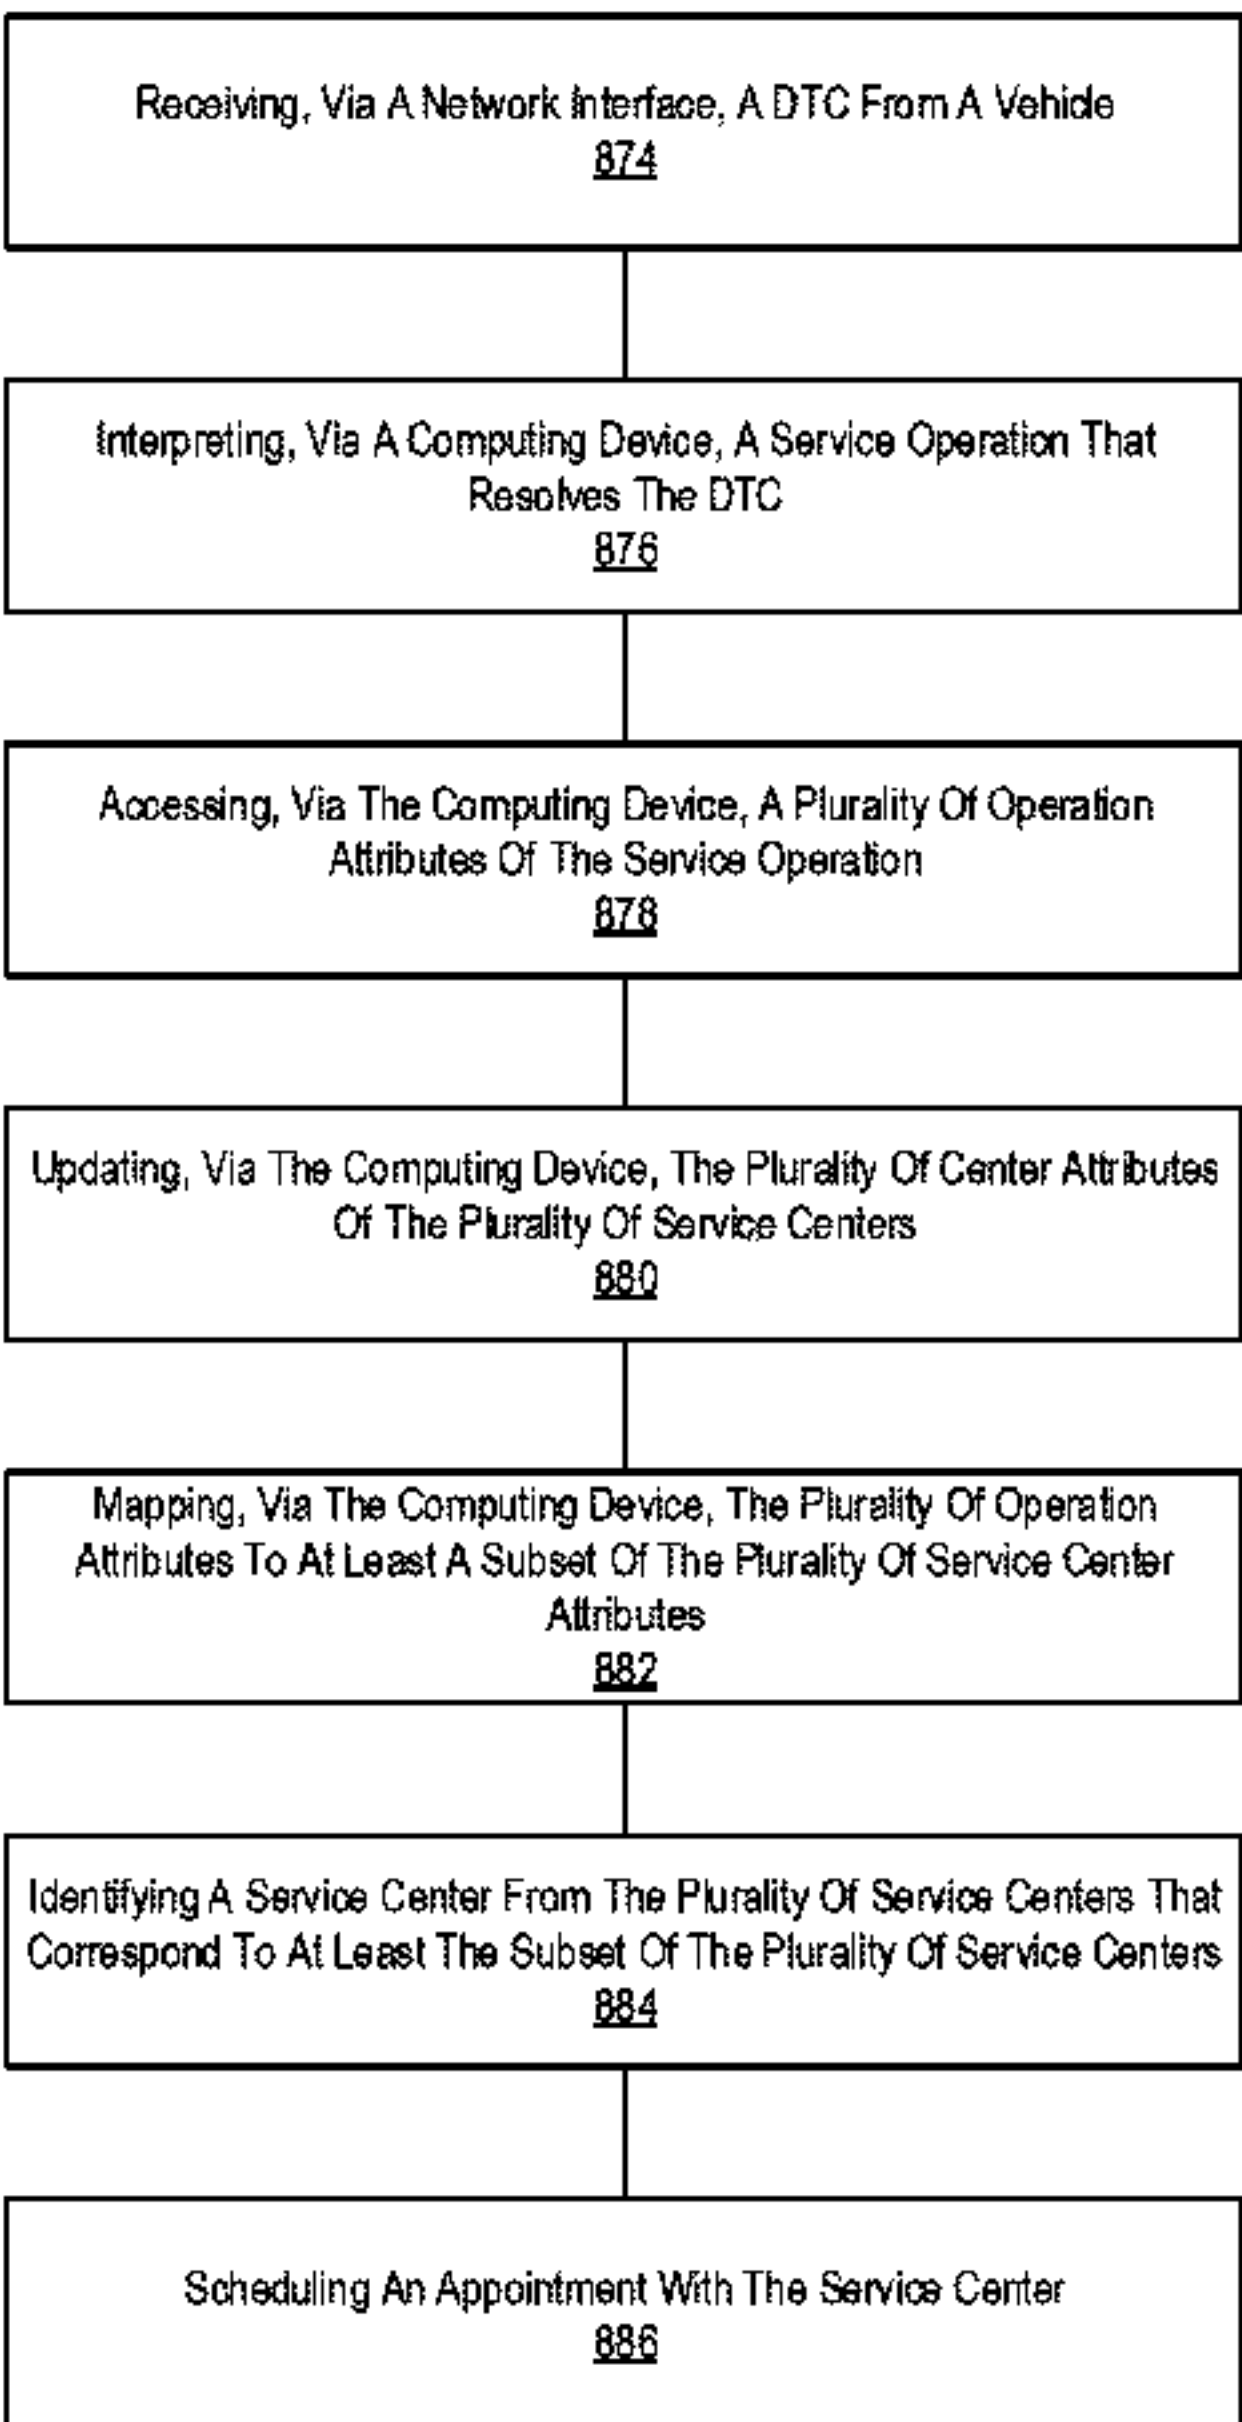 Receiving, Via A Network Interface, A DTC From A Vehicle
874
Interpreting, Via A Computing Device, A Service Operation That
Resolves The DTC
876
Accessing, Via The Computing Device, A Plurality Of Operation
Attributes Of The Service Operation
878
Updating, Via The Computing Device, The Plurality Of Center Attributes
Of The Plurality Of Service Centers
880
Mapping, Via The Computing Device, The Plurality Of Operation
Attributes To At Least A Subset Of The Plurality Of Service Center
Attributes
882
Identifying A Service Center From The Plurality Of Service Centers That
Correspond To At Least The Subset Of The Plurality Of Service Centers
884
Scheduling An Appointment With The Service Center
886